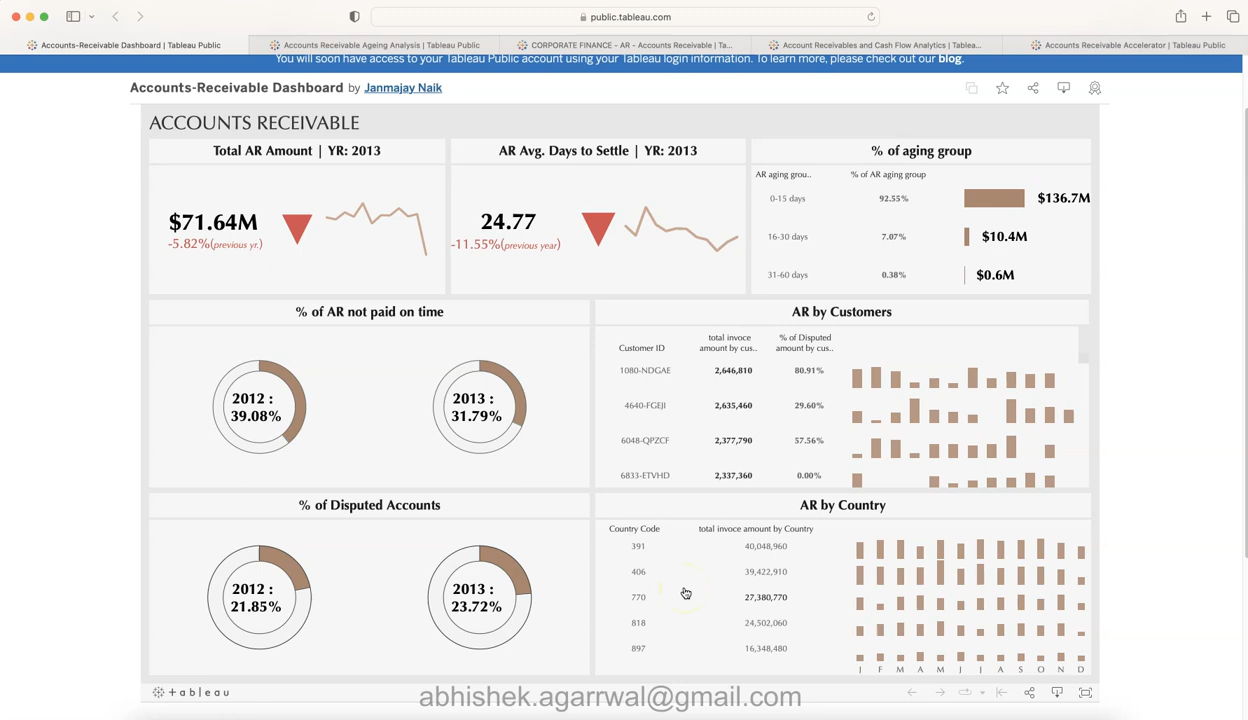 public.tableau.com
Accounts-Receivable Dashboard | Tableau Public
Accounts Receivable Ageing Analysis | Tableau Public
CORPORATE FINANCE - AR - Accounts Receivable | Ta...
Account Receivables and Cash Flow Analytics | Tablea...
Accounts Receivable Accelerator | Tableau Public
You will soon have access to your Tableau Public account using your Tableau login information. To learn more, please check out our blog.
Accounts-Receivable Dashboard by Janmajay Naik
ACCOUNTS RECEIVABLE
Total AR Amount | YR: 2013
$71.64M
-5.82%(previous yr.)
AR Avg. Days to Settle | YR: 2013
24.77
-11.55%(previous year)
% of aging group
AR aging grou.. % of AR aging group
0-15 days 92.55% $136.7M
16-30 days 7.07% $10.4M
31-60 days 0.38% $0.6M
% of AR not paid on time
2012 :
39.08%
2013 :
31.79%
AR by Customers
Customer ID
total invoce
amount by cus..
% of Disputed
amount by cus..
1080-NDGAE 2,646,810 80.91%
4640-FGEJI 2,635,460 29.60%
6048-QPZCF 2,377,790 57.56%
6833-ETVHD 2,337,360 0.00%
% of Disputed Accounts
2012 :
21.85%
2013 :
23.72%
AR by Country
Country Code total invoce amount by Country
391 40,048,960
406 39,422,910
770 27,380,770
818 24,502,060
897 16,348,480
J F M A M J J A S O N D
+ a b l e a u
abhishek.agarrwal@gmail.com